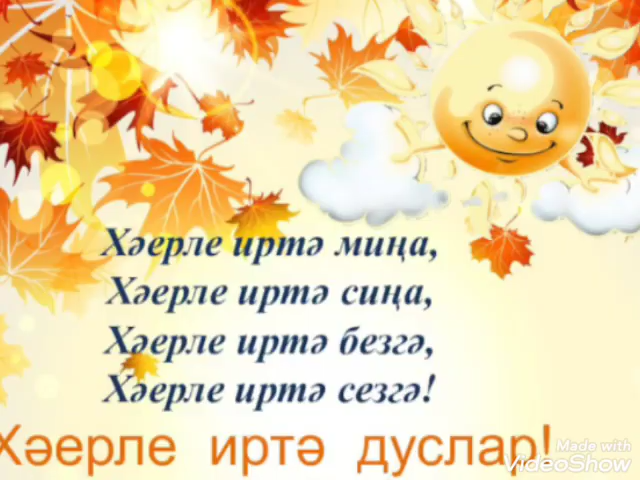 Хәерле иртә миңа,
Хәерле иртә сиңа,
Хәерле иртә безгә,
Хәерле иртә сезгә!
Хәерле иртә дуслар!
Made with
VideoShow